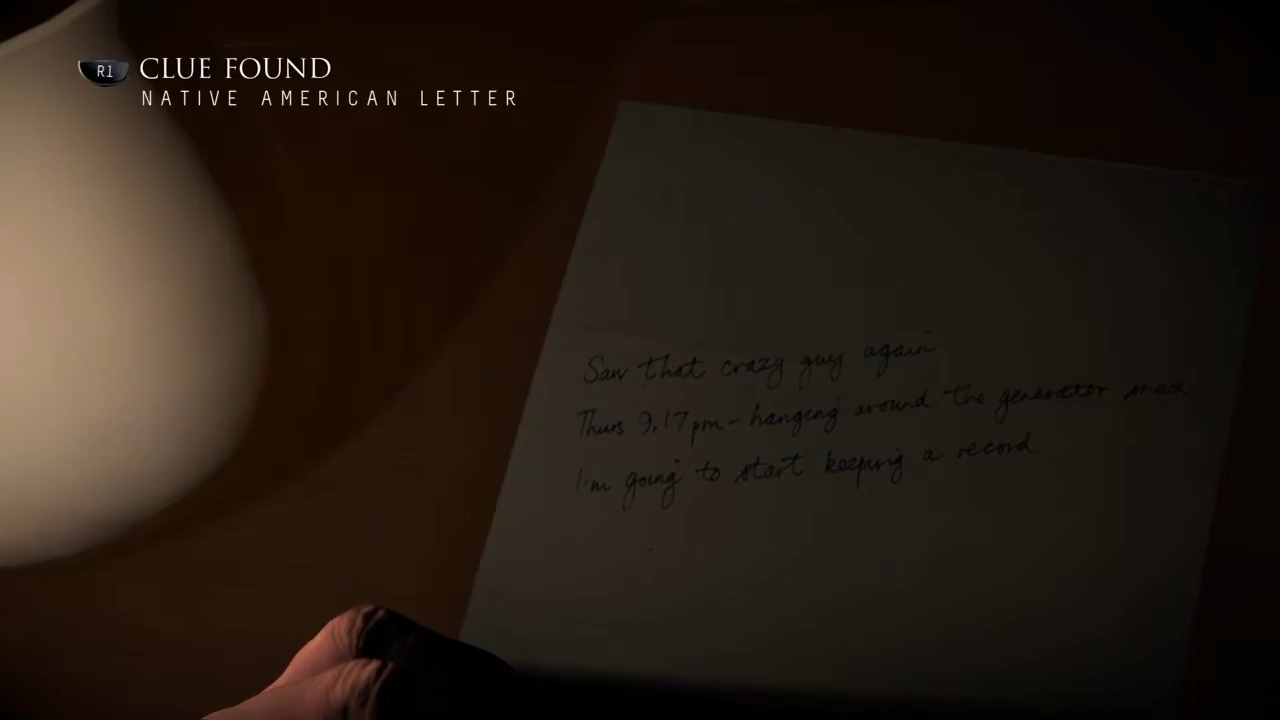 R1 CLUE FOUND
NATIVE AMERICAN LETTER
Saw that crazy guy again
Thurs 9.17pm - hanging around the generator shed
I'm going to start keeping a record